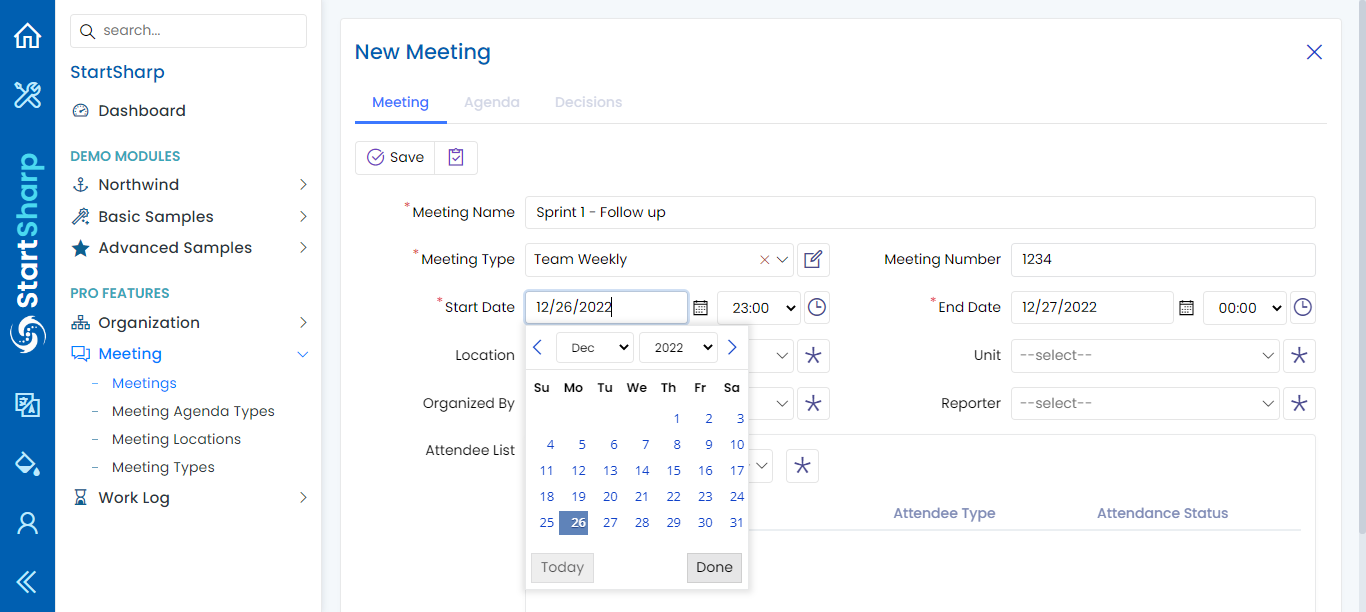 StartSharp
search...
StartSharp
Dashboard
DEMO MODULES
Northwind
Basic Samples
Advanced Samples
PRO FEATURES
Organization
Meeting
Meetings
Meeting Agenda Types
Meeting Locations
Meeting Types
Work Log
New Meeting
Meeting Agenda Decisions
Save
*Meeting Name Sprint 1 - Follow up
*Meeting Type Team Weekly Meeting Number 1234
*Start Date 12/26/2022 23:00 *End Date 12/27/2022 00:00
Location Unit --select--
Organized By Reporter --select--
Attendee List
Attendee Type Attendance Status
Dec 2022
Su Mo Tu We Th Fr Sa
1 2 3
4 5 6 7 8 9 10
11 12 13 14 15 16 17
18 19 20 21 22 23 24
25 26 27 28 29 30 31
Today Done